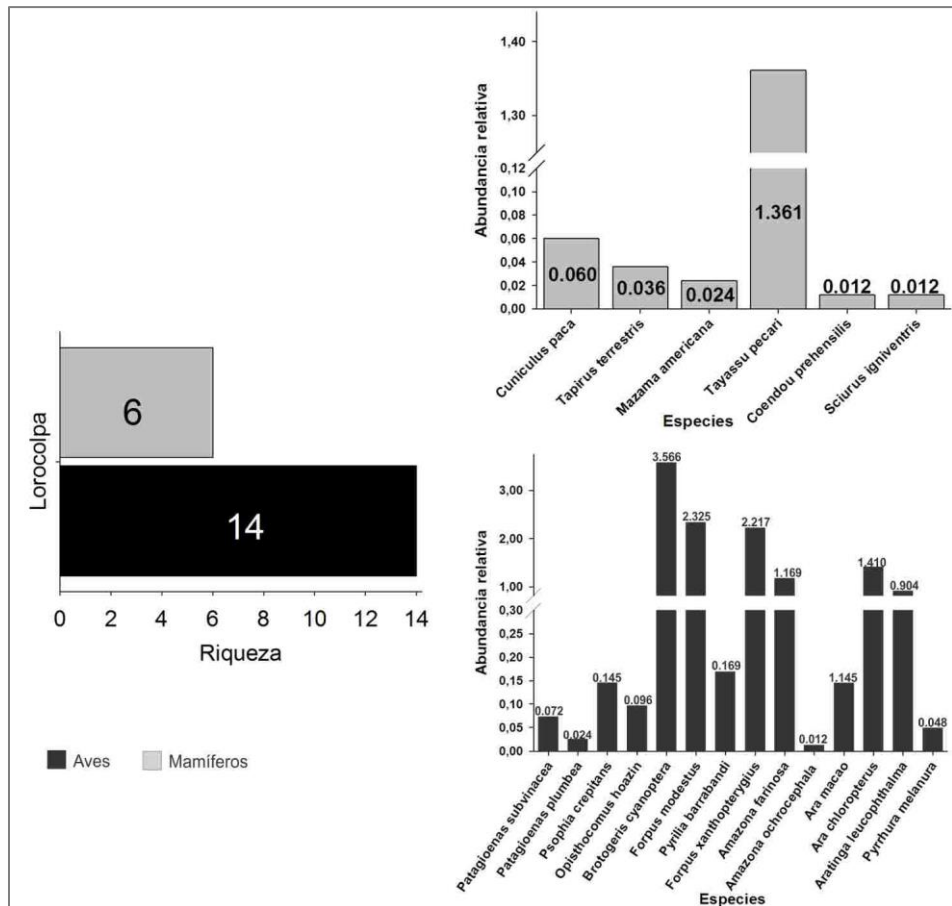 Lorocolpa
6
14
0
2
4
6
8
10
12
14
Riqueza
Aves
Mamíferos
Abundancia relativa
1,40
1,30
0,12
0,10
0,08
0,06
0,04
0,02
0,00
0.060
0.036
0.024
1.361
0.012
0.012
Cuniculus paca
Tapirus terrestris
Mazama americana
Tayassu pecari
Coendou prehensilis
Sciurus igniventris
Especies
Abundancia relativa
3,00
2,00
1,00
0,30
0,25
0,20
0,15
0,10
0,05
0,00
0.072
0.024
0.145
0.096
3.566
2.325
0.169
2.217
1.169
0.012
1.145
1.410
0.904
0.048
Patagioenas subvinacea
Patagioenas plumbea
Psophia crepitans
Opisthocomus hoazin
Brotogeris cyanoptera
Forpus modestus
Pyrilia barrabandi
Forpus xanthopterygius
Amazona farinosa
Amazona ochrocephala
Ara macao
Ara chloropterus
Aratinga leucophthalma
Pyrrhura melanura
Especies